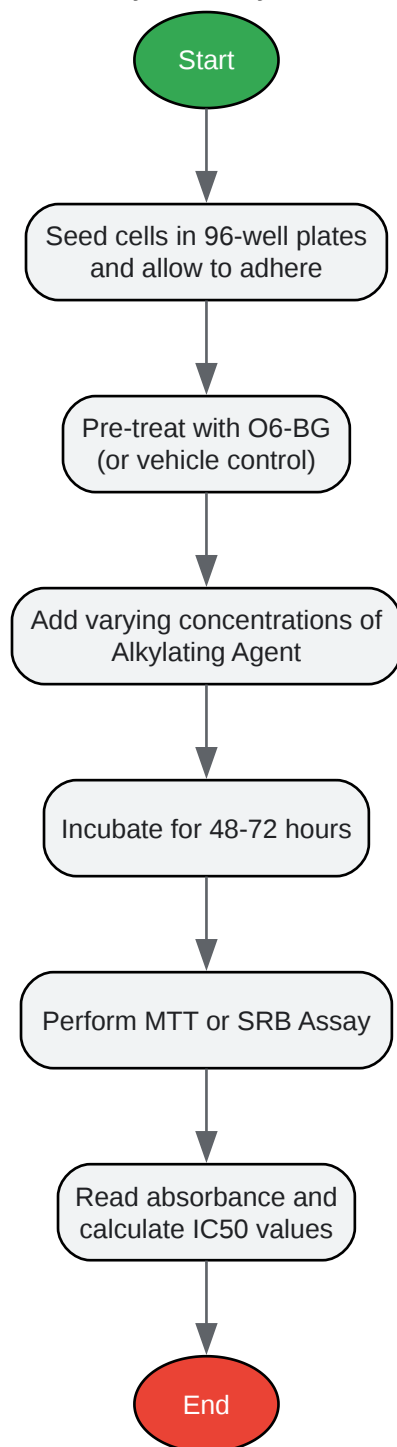 Start
Seed cells in 96-well plates
and allow to adhere
Pre-treat with O6-BG
(or vehicle control)
Add varying concentrations of
Alkylating Agent
Incubate for 48-72 hours
Perform MTT or SRB Assay
Read absorbance and
calculate IC50 values
End